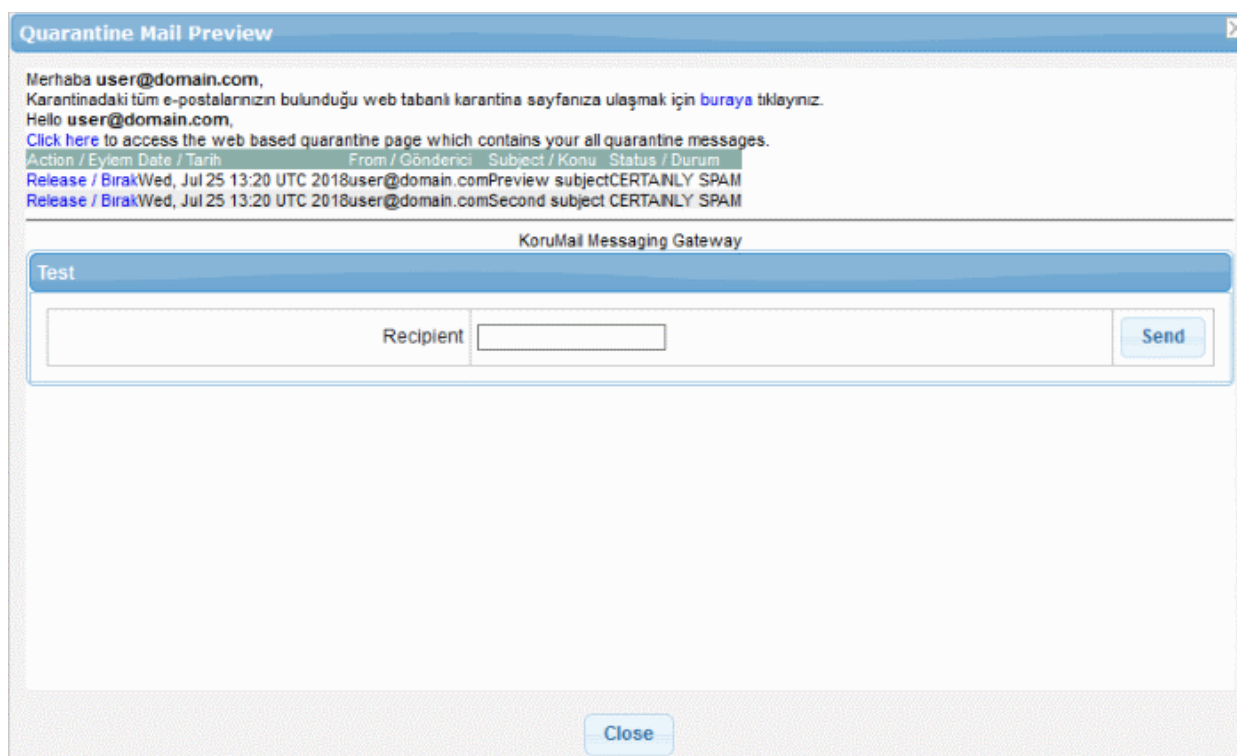 Quarantine Mail Preview
Merhaba user@domain.com,
Karantinadaki tüm e-postalarınızın bulunduğu web tabanlı karantina sayfanıza ulaşmak için buraya tıklayınız.
Hello user@domain.com,
Click here to access the web based quarantine page which contains your all quarantine messages.
Action / Eylem Date / Tarih From / Gönderici Subject / Konu Status / Durum
Release / BırakWed, Jul 25 13:20 UTC 2018user@domain.comPreview subjectCERTAINLY SPAM
Release / BırakWed, Jul 25 13:20 UTC 2018user@domain.comSecond subject CERTAINLY SPAM
KoruMail Messaging Gateway
Test
Recipient Send
Close